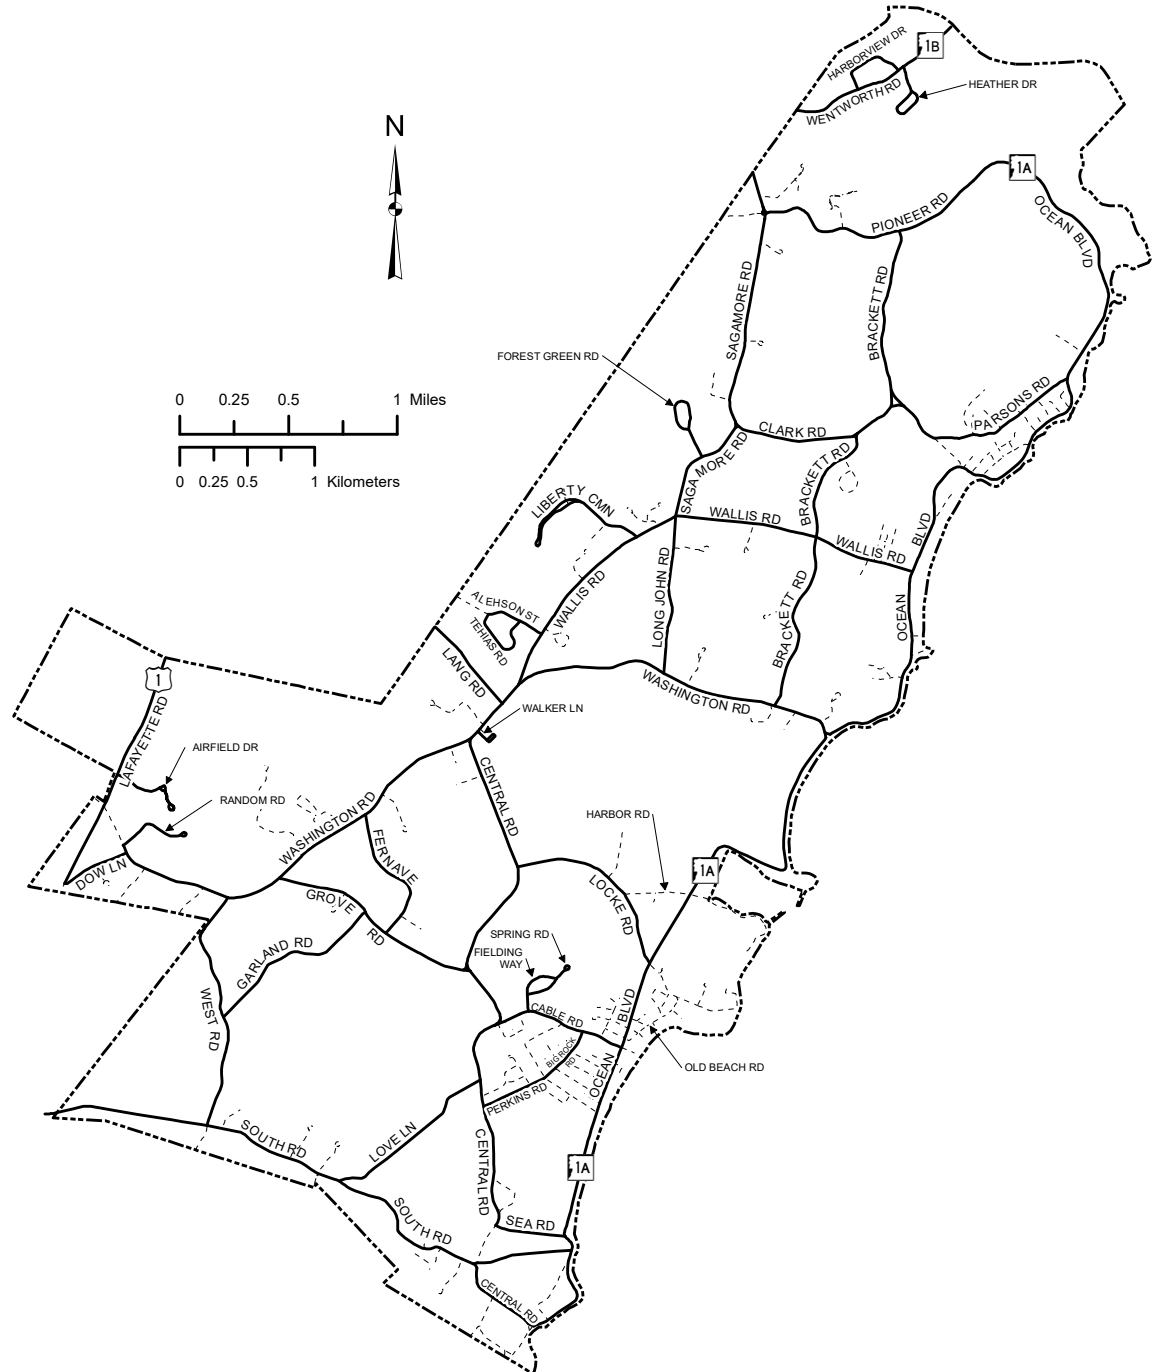 HARBORVIEW DR
1B
WENTWORTH RD
HEATHER DR
N
1A
PIONEER RD
OCEAN BLVD
SAGAMORE RD
BRACKETT RD
FOREST GREEN RD
0 0.25 0.5 1 Miles
0 0.25 0.5 1 Kilometers
PARSONS RD
CLARK RD
SAGAMORE RD
BRACKETT RD
LIBERTY CMN
WALLIS RD
WALLIS RD
BLVD
OCEAN
ALEHSON ST
TEHIAS RD
WALLIS RD
LONG JOHN RD
BRACKETT RD
LANG RD
WASHINGTON RD
1
LAFAYETTE RD
WALKER LN
AIRFIELD DR
RANDOM RD
CENTRAL RD
WASHINGTON RD
FERN AVE
HARBOR RD
DOW LN
1A
GROVE
RD
LOCKE RD
GARLAND RD
SPRING RD
FIELDING
WAY
WEST RD
CABLE RD
BLVD
BIG ROCK
RD
OCEAN
OLD BEACH RD
PERKINS RD
SOUTH RD
LOVE LN
CENTRAL RD
1A
SOUTH RD
SEA RD
CENTRAL RD